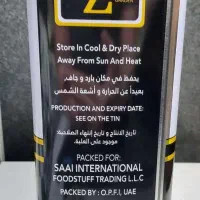 Z
GARDEN
Store In Cool & Dry Place
Away From Sun And Heat
يحفظ في مكان بارد و جاف،
بعيداً عن الحرارة و أشعة الشمس
PRODUCTION AND EXPIRY DATE:
SEE ON THE TIN
تاريخ الانتاج و تاريخ إنتهاء الصلاحية:
موجود على العلبة.
PACKED FOR:
SAAI INTERNATIONAL
FOODSTUFF TRADING L.L.C
PACKED BY : O.P.F.I, UAE